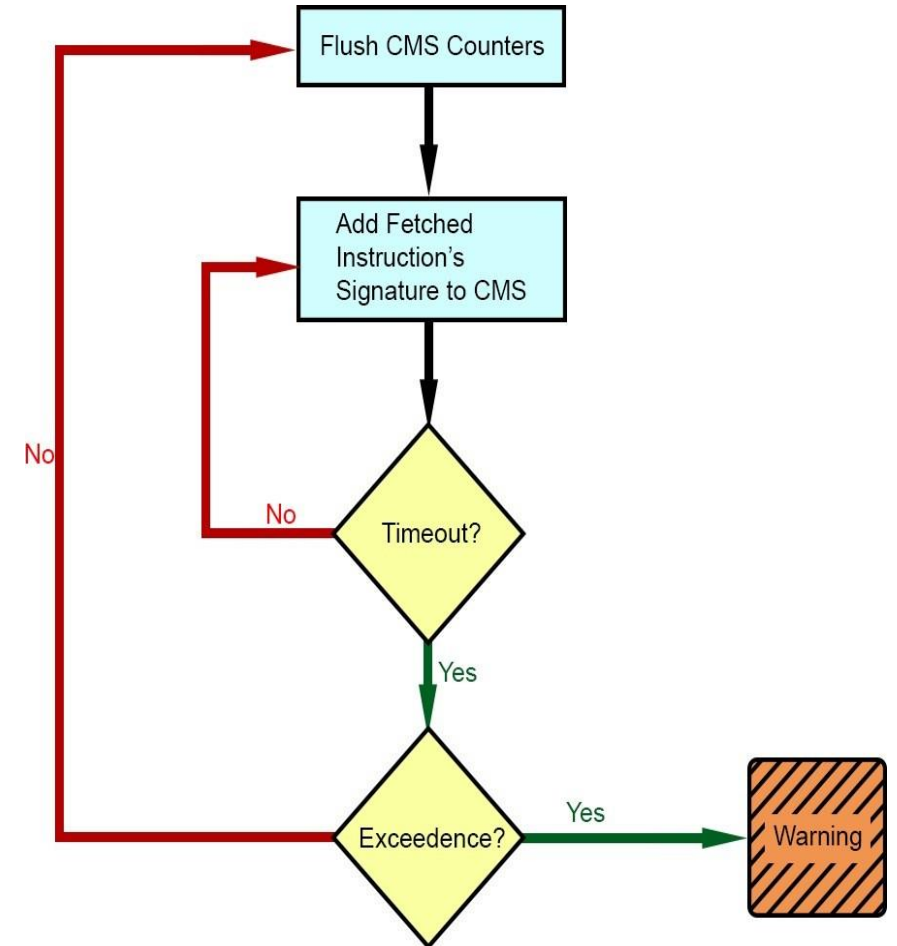 Flush CMS Counters
Add Fetched
Instruction's
Signature to CMS
No
No
Timeout?
Yes
Exceedence?
Yes
Warning